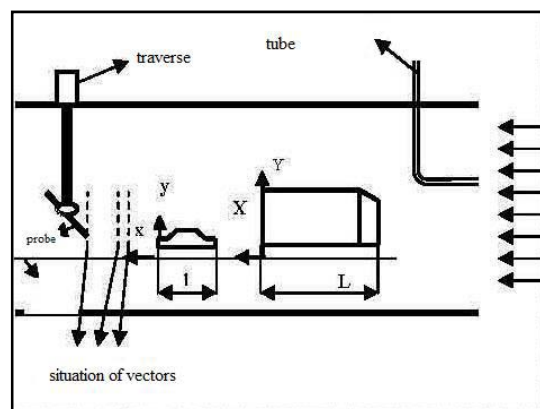 tube
traverse
Y
y
X
probe
x
l
L
situation of vectors